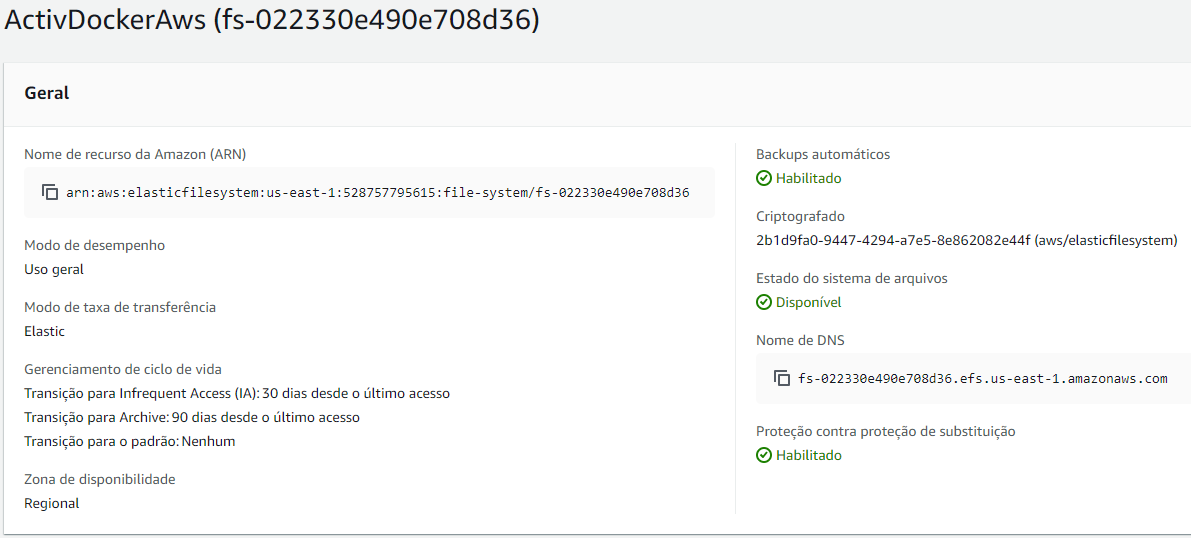 ActivDockerAws (fs-022330e490e708d36)
Geral
Nome de recurso da Amazon (ARN)
arn:aws:elasticfilesystem:us-east-1:528757795615:file-system/fs-022330e490e708d36
Modo de desempenho
Uso geral
Modo de taxa de transferência
Elastic
Gerenciamento de ciclo de vida
Transição para Infrequent Access (IA): 30 dias desde o último acesso
Transição para Archive: 90 dias desde o último acesso
Transição para o padrão: Nenhum
Zona de disponibilidade
Regional
Backups automáticos
Habilitado
Criptografado
2b1d9fa0-9447-4294-a7e5-8e862082e44f (aws/elasticfilesystem)
Estado do sistema de arquivos
Disponível
Nome de DNS
fs-022330e490e708d36.efs.us-east-1.amazonaws.com
Proteção contra proteção de substituição
Habilitado